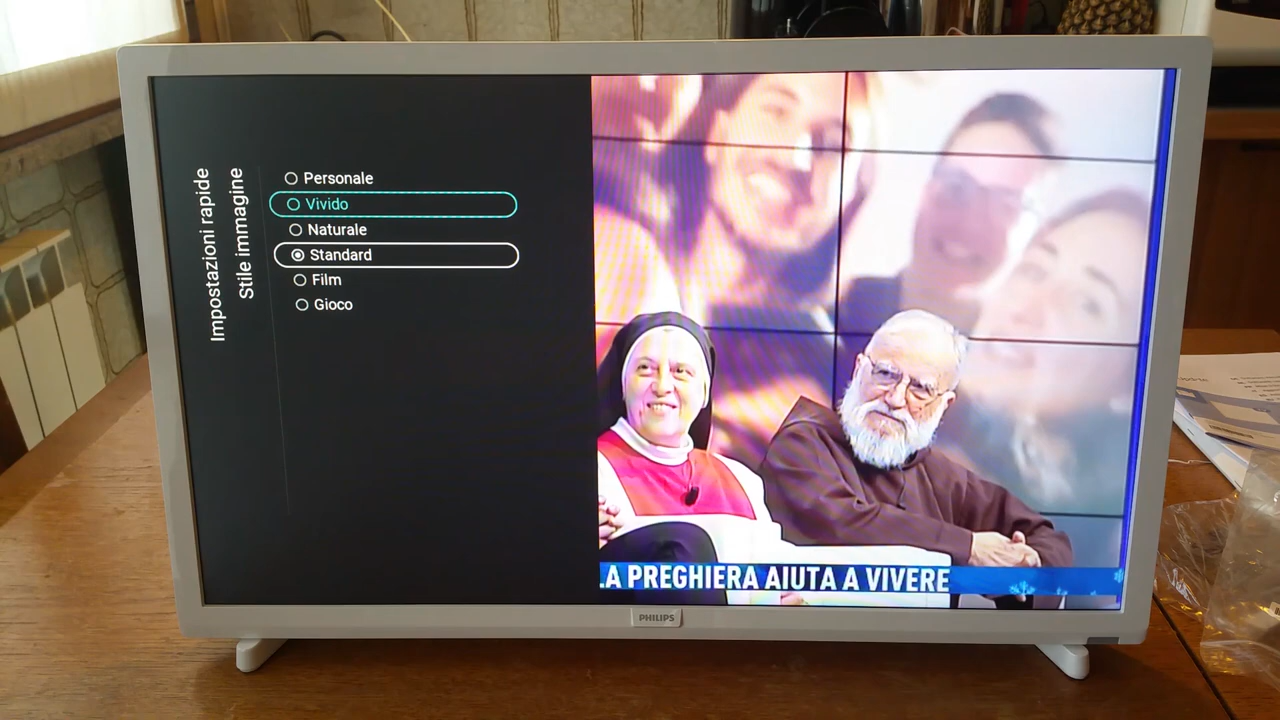 Impostazioni rapide
Stile immagine
Personale
Vivido
Naturale
Standard
Film
Gioco
LA PREGHIERA AIUTA A VIVERE
PHILIPS